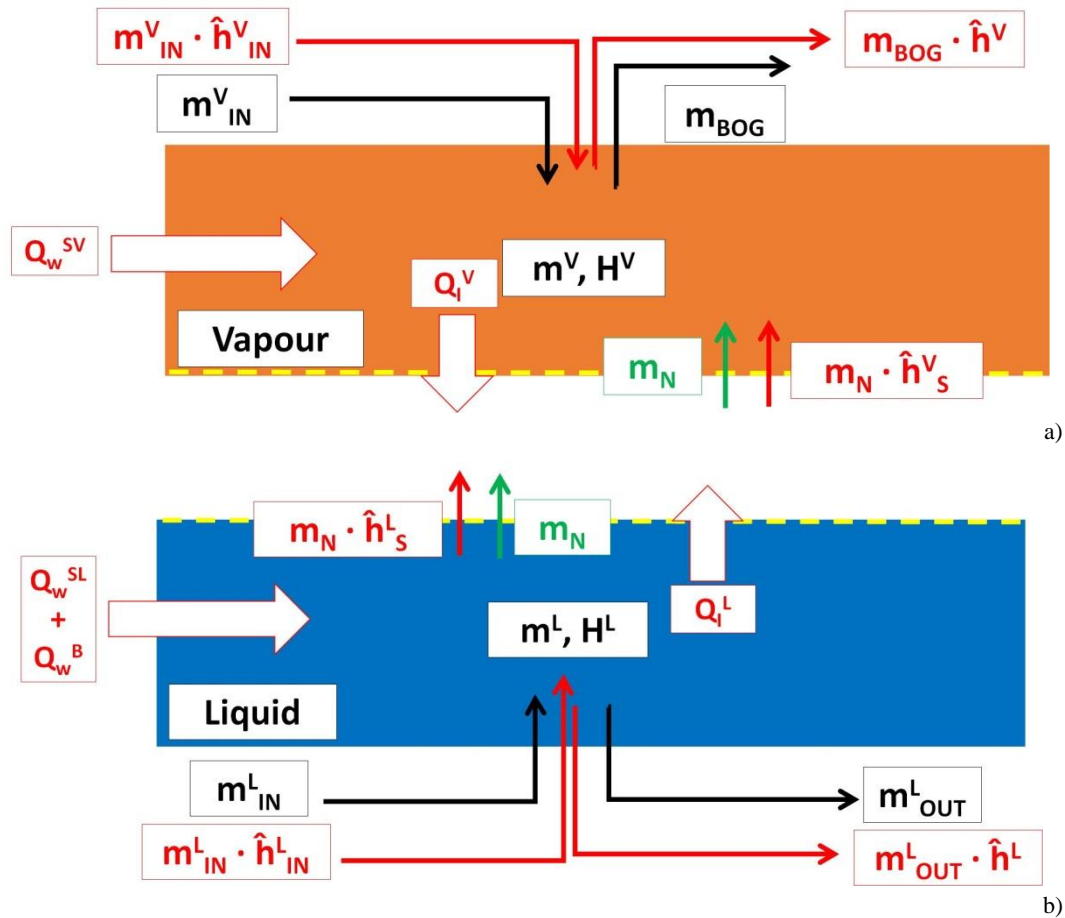 m^V_IN · ĥ^V_IN
m_BOG · ĥ^V
m^V_IN
m_BOG
Q_w^SV
m^V, H^V
Q_I^V
Vapour
m_N
m_N · ĥ^V_S
a)
m_N · ĥ^L_S
m_N
Q_w^SL
+
Q_w^B
Q_I^L
m^L, H^L
Liquid
m^L_IN
m^L_OUT
m^L_IN · ĥ^L_IN
m^L_OUT · ĥ^L
b)